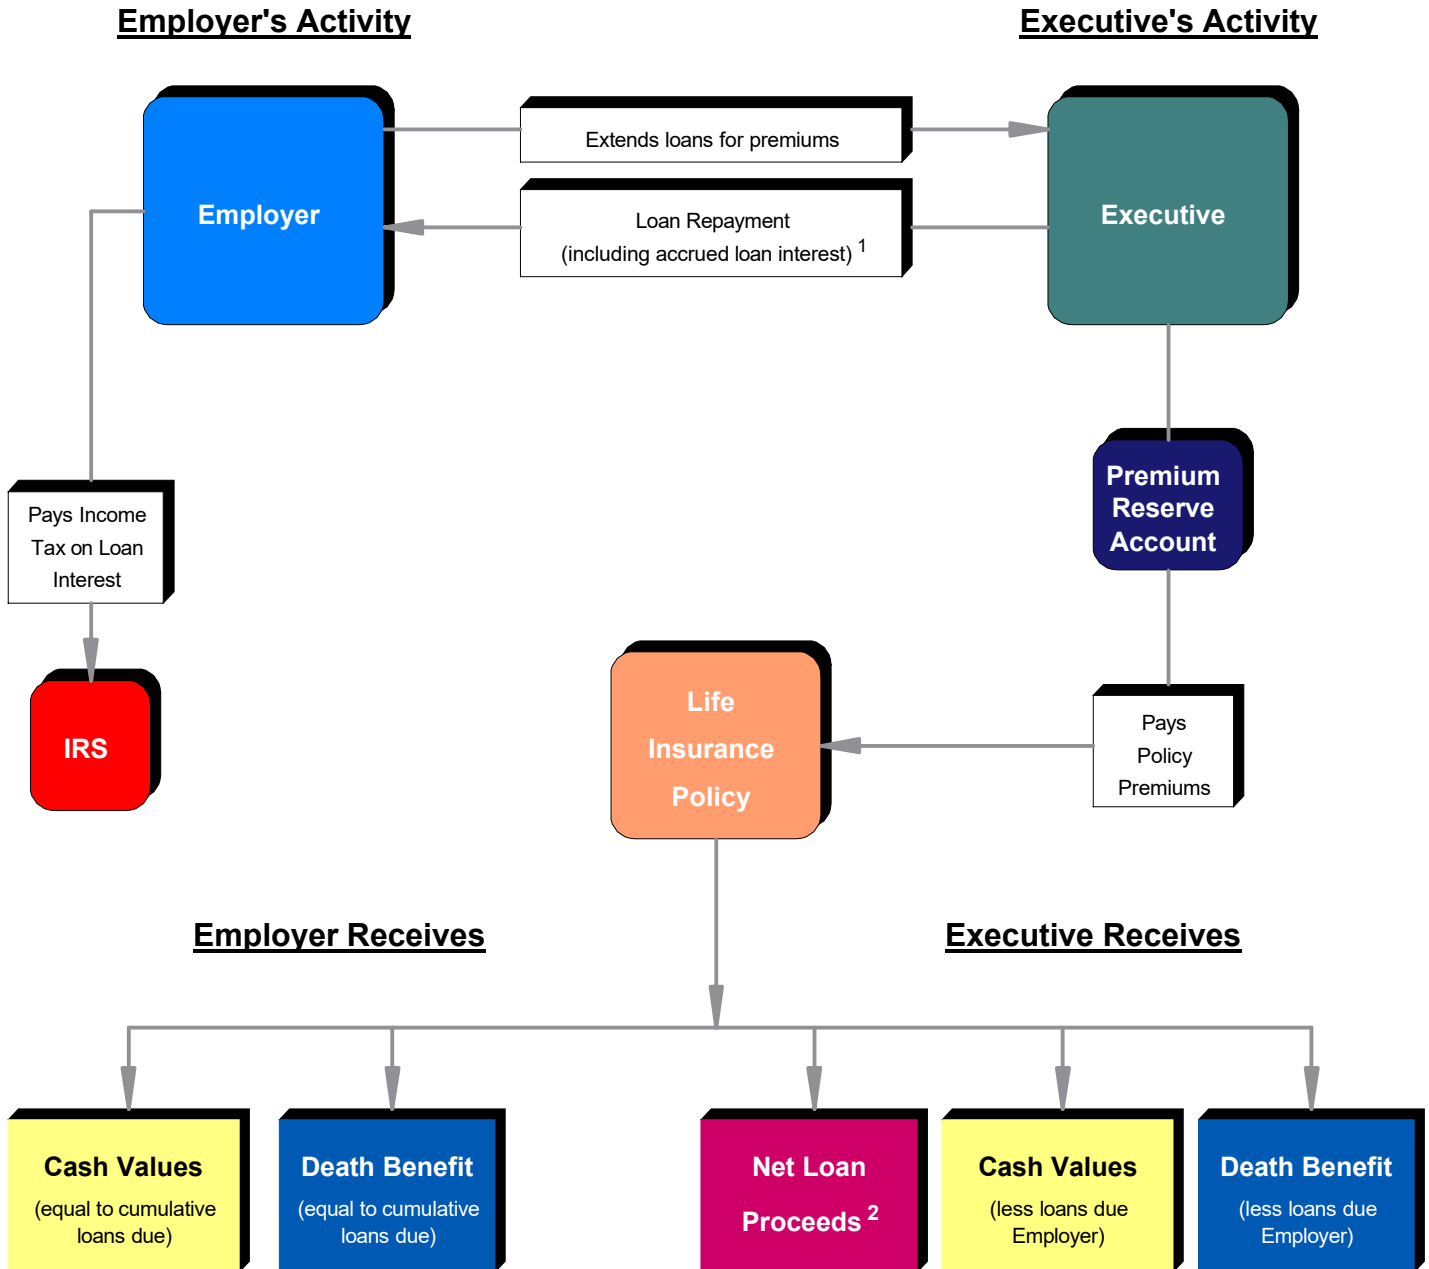 Employer's Activity
Executive's Activity
Extends loans for premiums
Employer
Loan Repayment
(including accrued loan interest) 1
Executive
Premium
Reserve
Account
Pays Income
Tax on Loan
Interest
IRS
Life
Insurance
Policy
Pays
Policy
Premiums
Employer Receives
Executive Receives
Cash Values
(equal to cumulative
loans due)
Death Benefit
(equal to cumulative
loans due)
Net Loan
Proceeds 2
Cash Values
(less loans due
Employer)
Death Benefit
(less loans due
Employer)